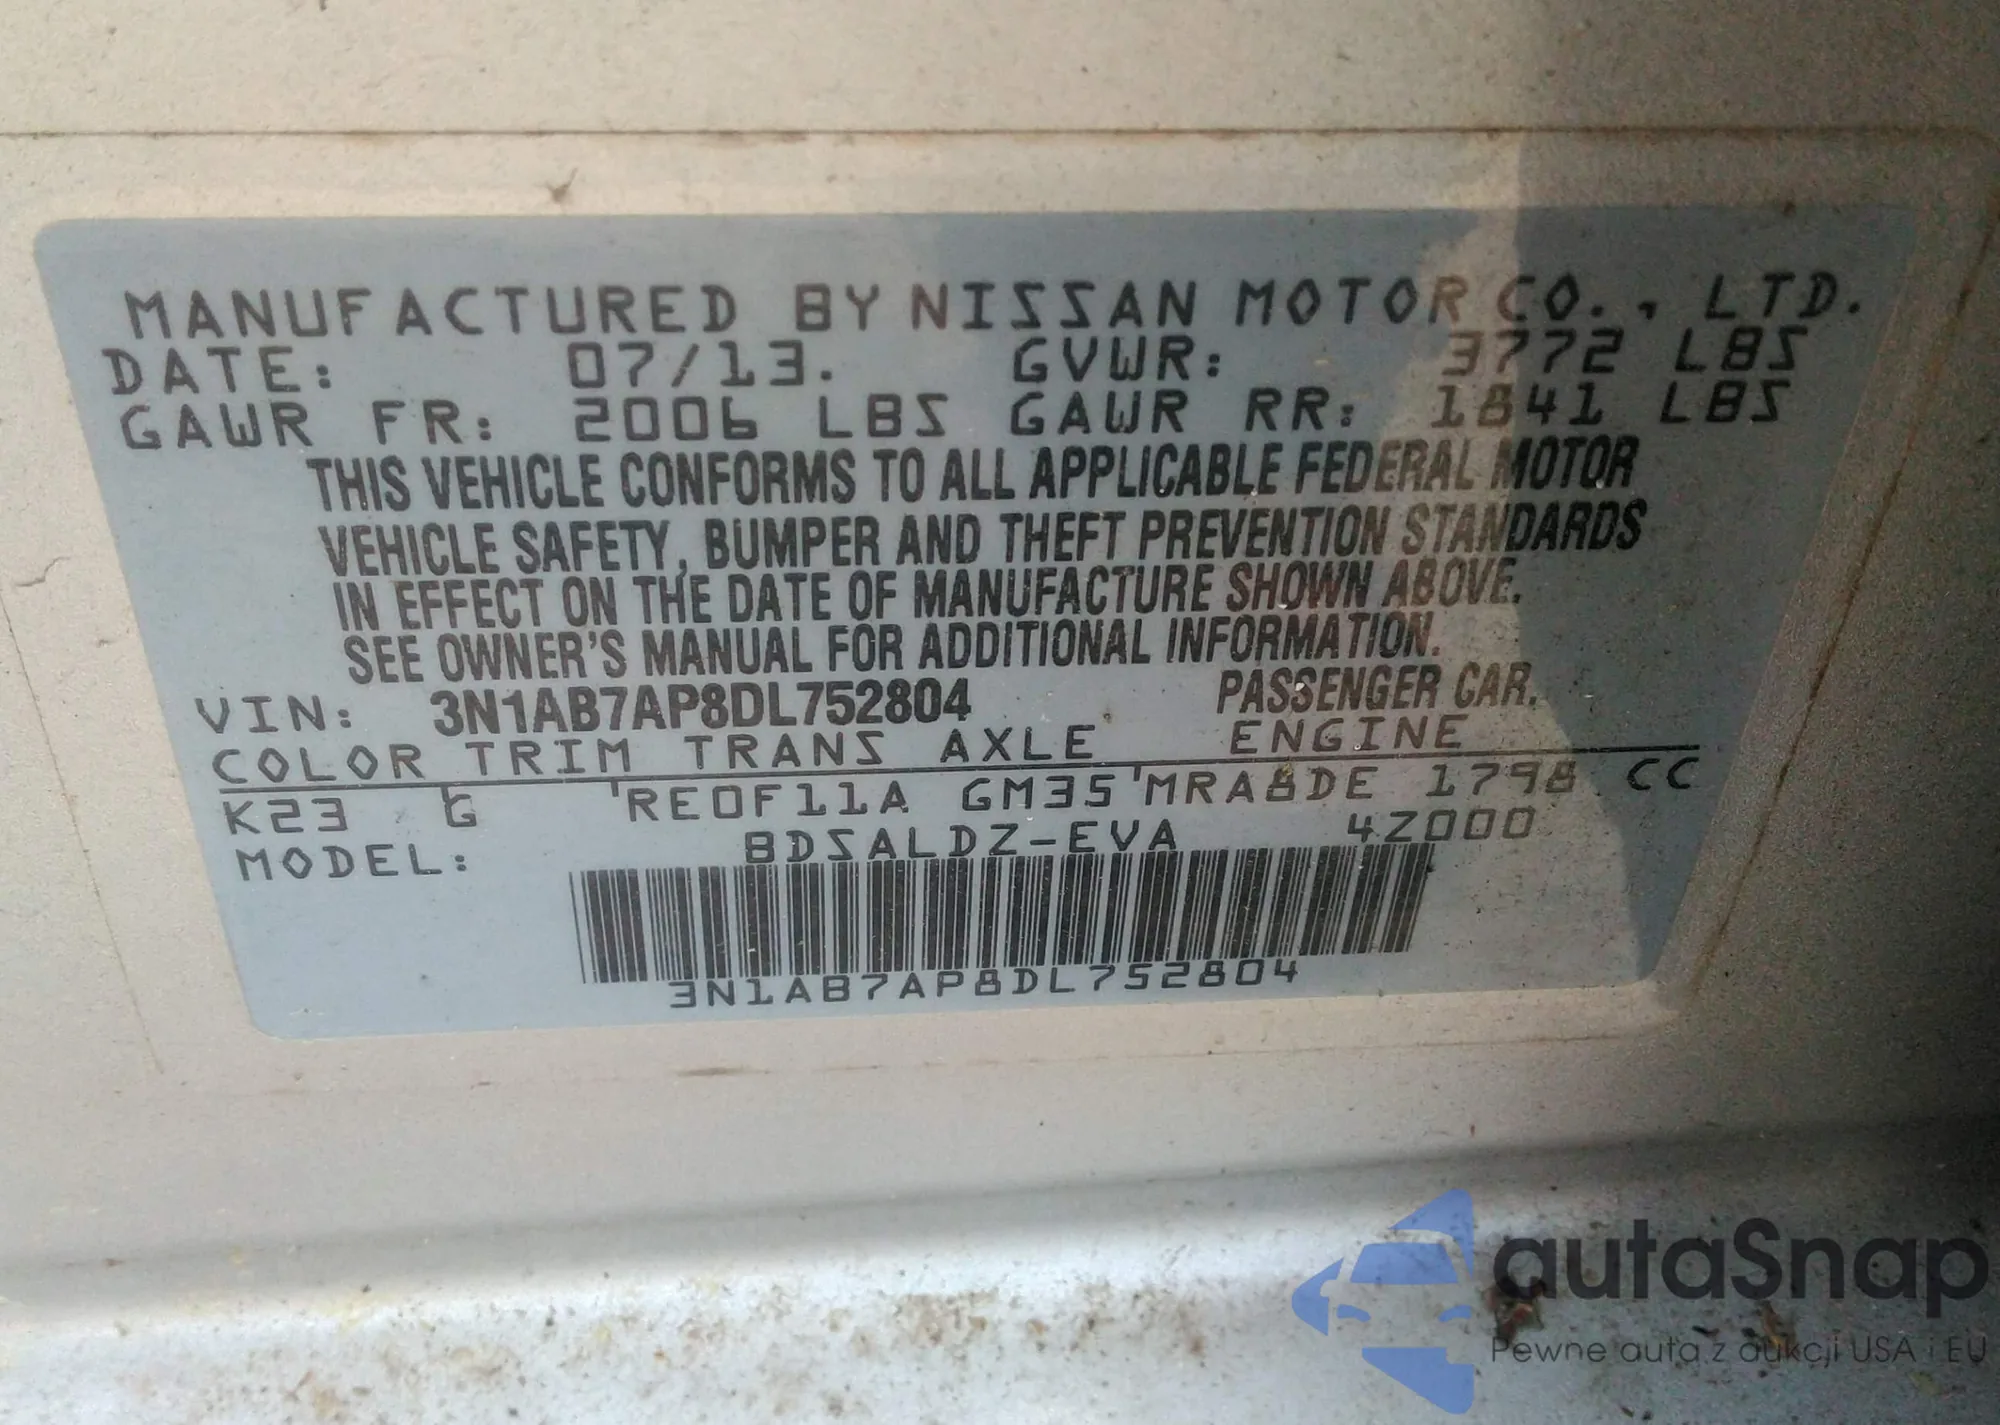 MANUFACTURED BY NISSAN MOTOR CO., LTD.
DATE: 07/13. GVWR: 3772 LBS
GAWR FR: 2006 LBS GAWR RR: 1841 LBS
THIS VEHICLE CONFORMS TO ALL APPLICABLE FEDERAL MOTOR
VEHICLE SAFETY, BUMPER AND THEFT PREVENTION STANDARDS
IN EFFECT ON THE DATE OF MANUFACTURE SHOWN ABOVE.
SEE OWNER'S MANUAL FOR ADDITIONAL INFORMATION.
VIN: 3N1AB7AP8DL752804 PASSENGER CAR.
COLOR TRIM TRANS AXLE ENGINE
K23 G RE0F11A GM35 MRA8DE 1798 CC
MODEL: BDSALDZ-EVA 4Z000
3N1AB7AP8DL752804
autaSnap
Pewne auta z aukcji USA i EU